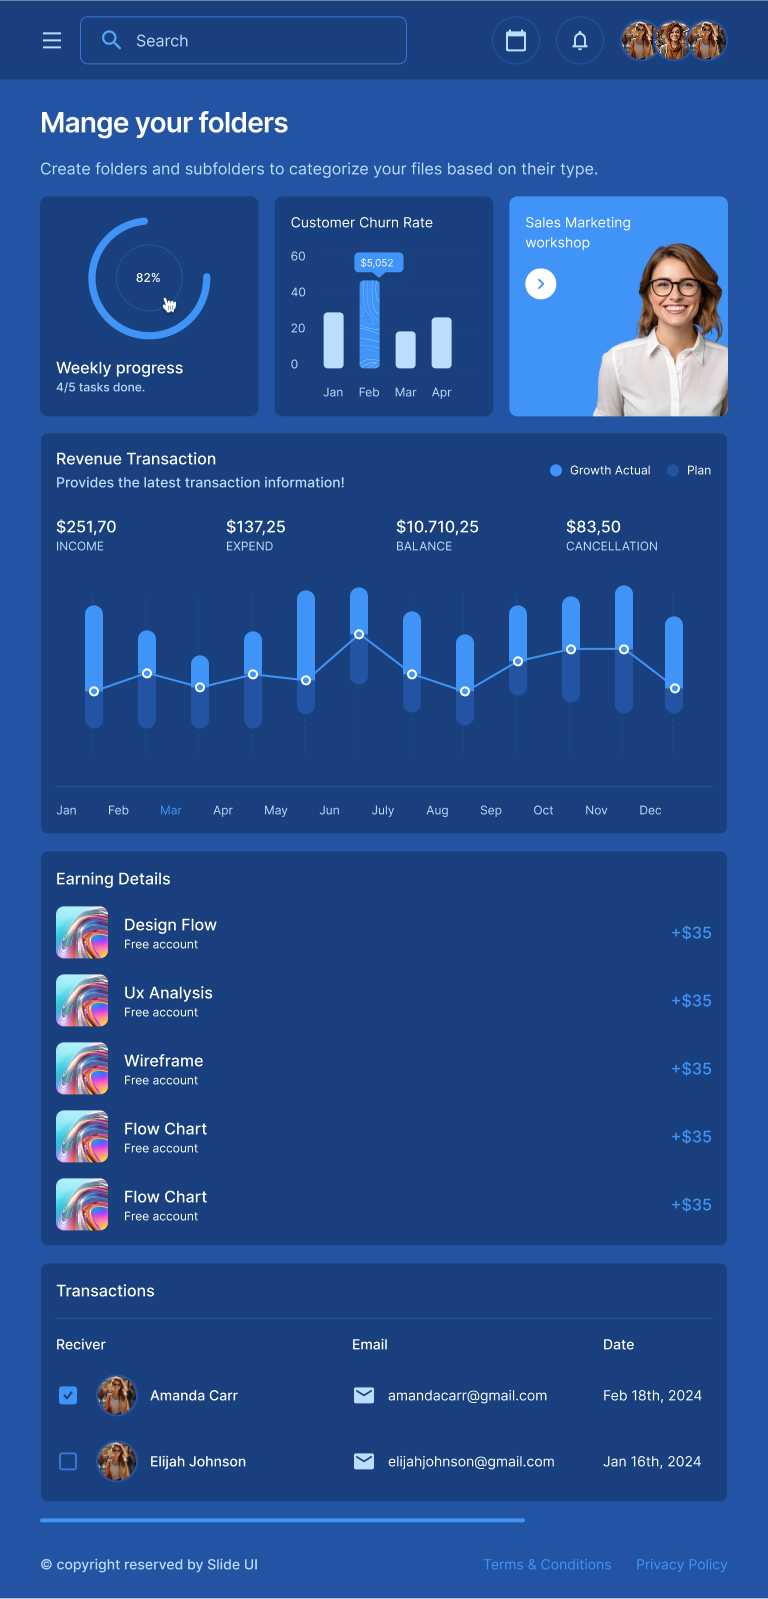 Search
Mange your folders
Create folders and subfolders to categorize your files based on their type.
82%
Weekly progress
4/5 tasks done.
Customer Churn Rate
60
$5,052
40
20
0
Jan Feb Mar Apr
Sales Marketing
workshop
Revenue Transaction
Provides the latest transaction information!
Growth Actual Plan
$251,70 $137,25 $10.710,25 $83,50
INCOME EXPEND BALANCE CANCELLATION
Jan Feb Mar Apr May Jun July Aug Sep Oct Nov Dec
Earning Details
Design Flow
Free account
+$35
Ux Analysis
Free account
+$35
Wireframe
Free account
+$35
Flow Chart
Free account
+$35
Flow Chart
Free account
+$35
Transactions
Reciver Email Date
Amanda Carr amandacarr@gmail.com Feb 18th, 2024
Elijah Johnson elijahjohnson@gmail.com Jan 16th, 2024
© copyright reserved by Slide UI Terms & Conditions Privacy Policy